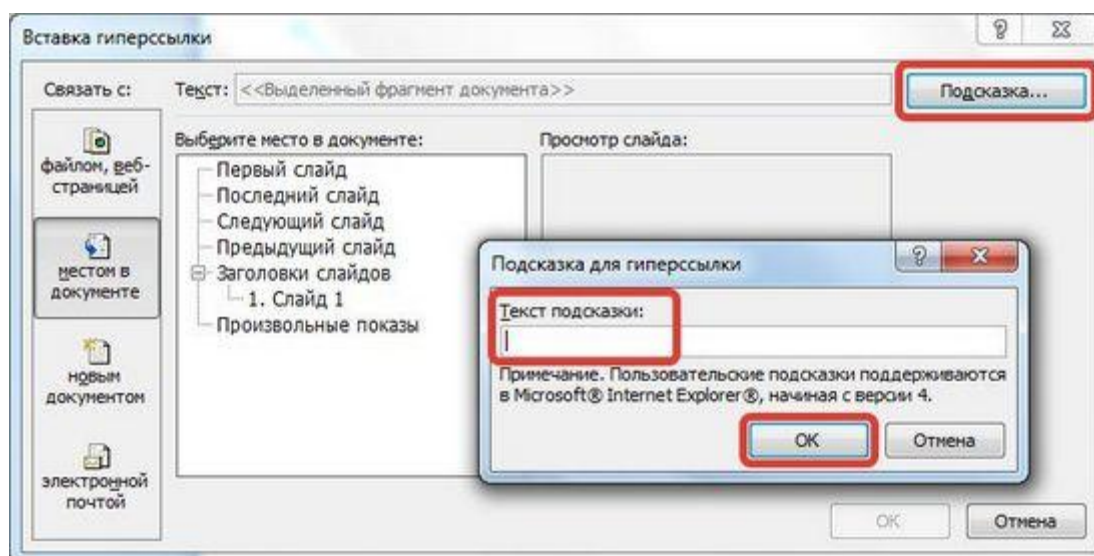 Вставка гиперссылки
Связать с:
Текст: <<Выделенный фрагмент документа>>
Подсказка...
файлом, веб-
страницей
местом в
документе
новым
документом
электронной
почтой
Выберите место в документе:
Первый слайд
Последний слайд
Следующий слайд
Предыдущий слайд
Заголовки слайдов
1. Слайд 1
Произвольные показы
Просмотр слайда:
Подсказка для гиперссылки
Текст подсказки:
Примечание. Пользовательские подсказки поддерживаются
в Microsoft® Internet Explorer®, начиная с версии 4.
ОК
Отмена
ОК
Отмена